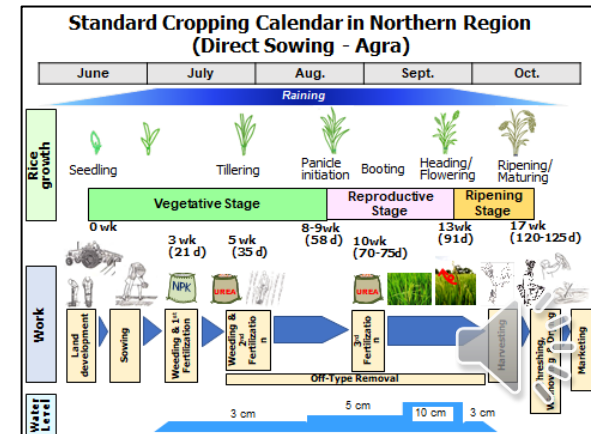 Standard Cropping Calendar in Northern Region
(Direct Sowing - Agra)
June July Aug. Sept. Oct.
Raining
Rice
growth
Seedling
Tillering
Panicle
initiation
Booting
Heading/
Flowering
Ripening/
Maturing
Vegetative Stage
Reproductive
Stage
Ripening
Stage
0 wk
3 wk
(21 d)
5 wk
(35 d)
8-9wk
(58 d)
10wk
(70-75d)
13wk
(91d)
17 wk
(120-125 d)
Work
NPK
UREA
UREA
Land
development
Sowing
Weeding & 1st
Fertilization
Weeding &
2nd
Fertilizatio
n
3rd
Fertilizatio
n
Harvesting
Marketing
Off-Type Removal
Water
Level
3 cm
5 cm
10 cm
3 cm